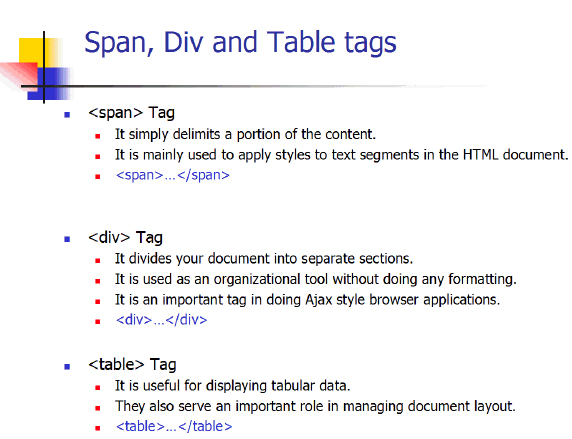 Span, Div and Table tags
<span> Tag
It simply delimits a portion of the content.
It is mainly used to apply styles to text segments in the HTML document.
<span>...</span>
<div> Tag
It divides your document into separate sections.
It is used as an organizational tool without doing any formatting.
It is an important tag in doing Ajax style browser applications.
<div>...</div>
<table> Tag
It is useful for displaying tabular data.
They also serve an important role in managing document layout.
<table>...</table>